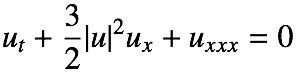 u_t + \frac{3}{2}|u|^2 u_x + u_{xxx} = 0